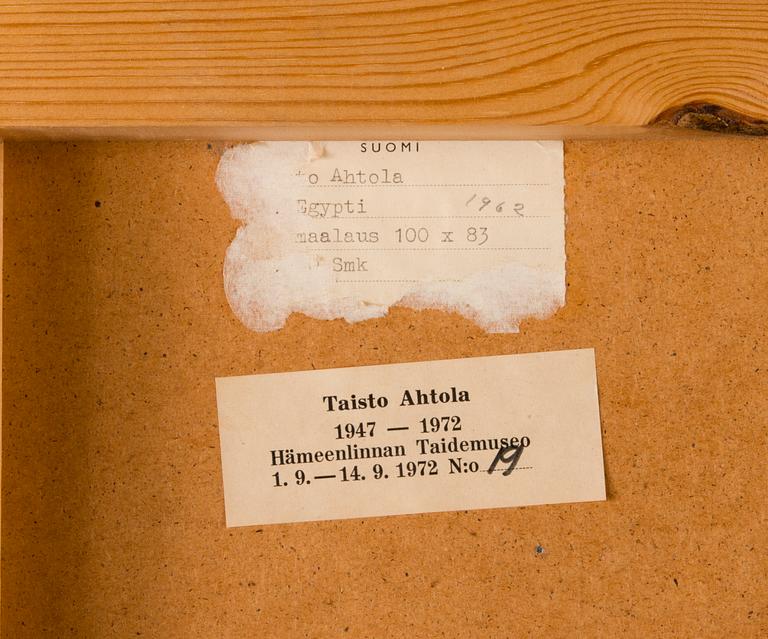 SUOMI
to Ahtola
Egypti 1962
maalaus 100 x 83
Smk
Taisto Ahtola
1947 — 1972
Hämeenlinnan Taidemuseo
1. 9.—14. 9. 1972 N:o 19